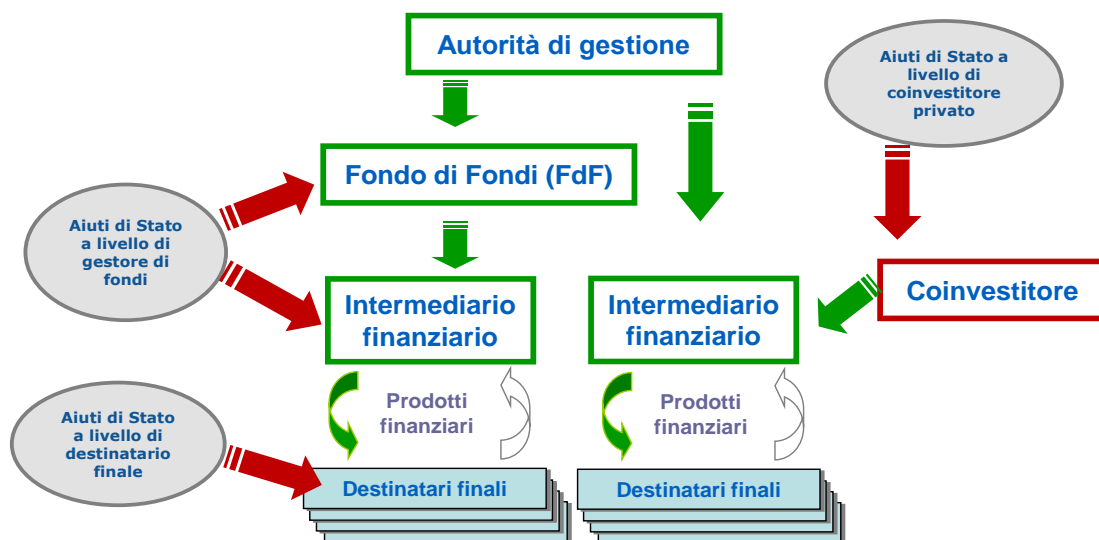 Autorità di gestione
Aiuti di Stato a
livello di
coinvestitore
privato
Fondo di Fondi (FdF)
Aiuti di Stato
a livello di
gestore di
fondi
Intermediario
finanziario
Intermediario
finanziario
Coinvestitore
Prodotti
finanziari
Prodotti
finanziari
Aiuti di Stato
a livello di
destinatario
finale
Destinatari finali
Destinatari finali